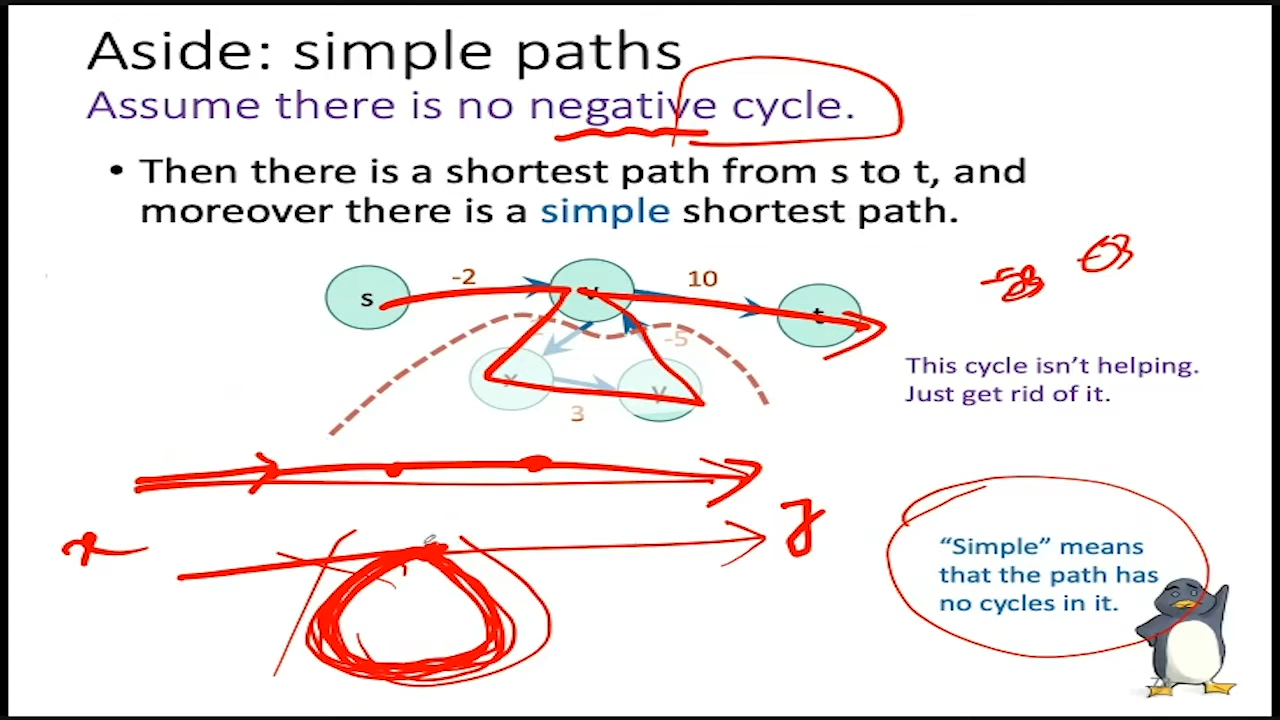 Aside: simple paths
Assume there is no negative cycle.
• Then there is a shortest path from s to t, and
moreover there is a simple shortest path.
-2
10
s
v
t
-5
x
y
3
This cycle isn't helping.
Just get rid of it.
x
y
"Simple" means
that the path has
no cycles in it.